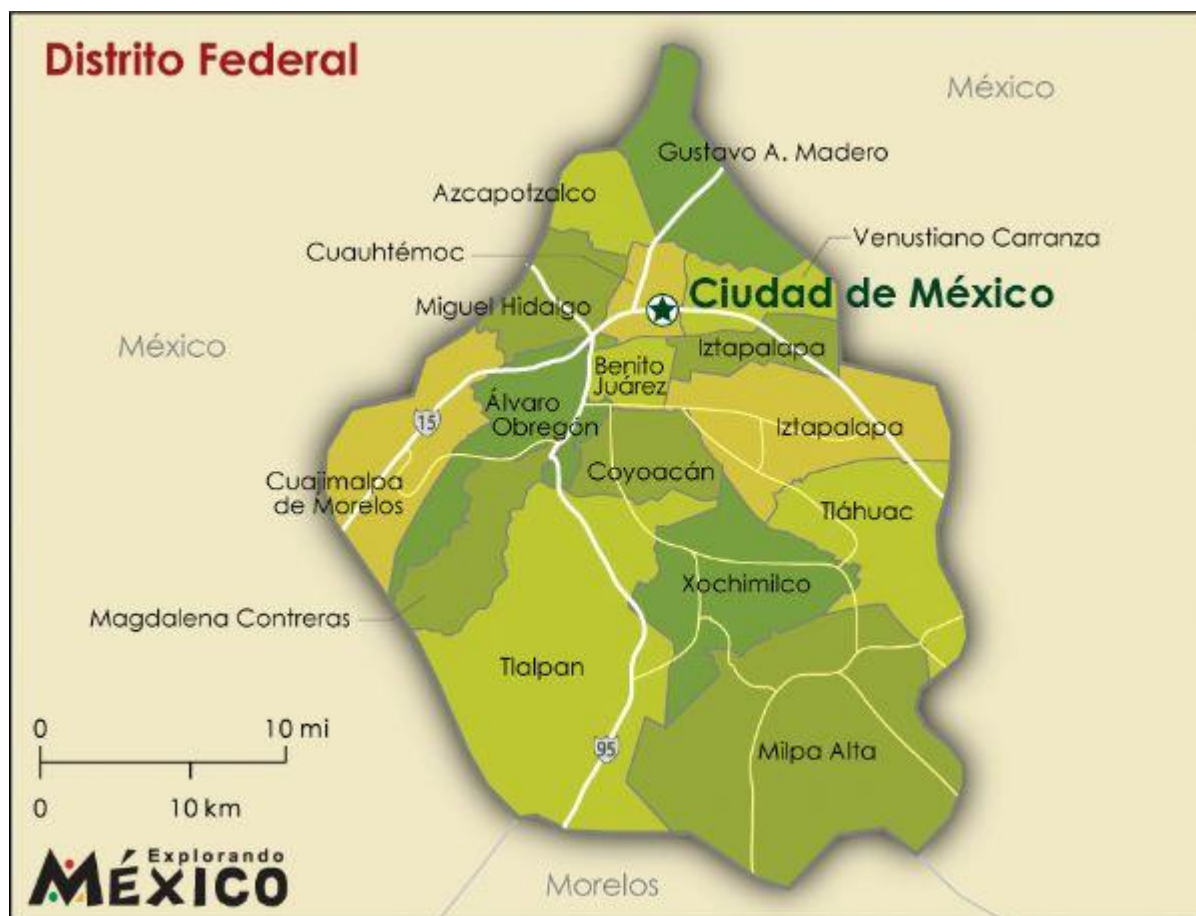 Distrito Federal
México
Gustavo A. Madero
Azcapotzalco
Venustiano Carranza
Cuauhtémoc
Ciudad de México
Miguel Hidalgo
México
Iztapalapa
Benito
Juárez
Álvaro
Obregón
15
Iztapalapa
Coyoacán
Cuajimalpa
de Morelos
Tláhuac
Xochimilco
Magdalena Contreras
Tlalpan
0 10 mi
95
Milpa Alta
0 10 km
Explorando
MÉXICO
Morelos